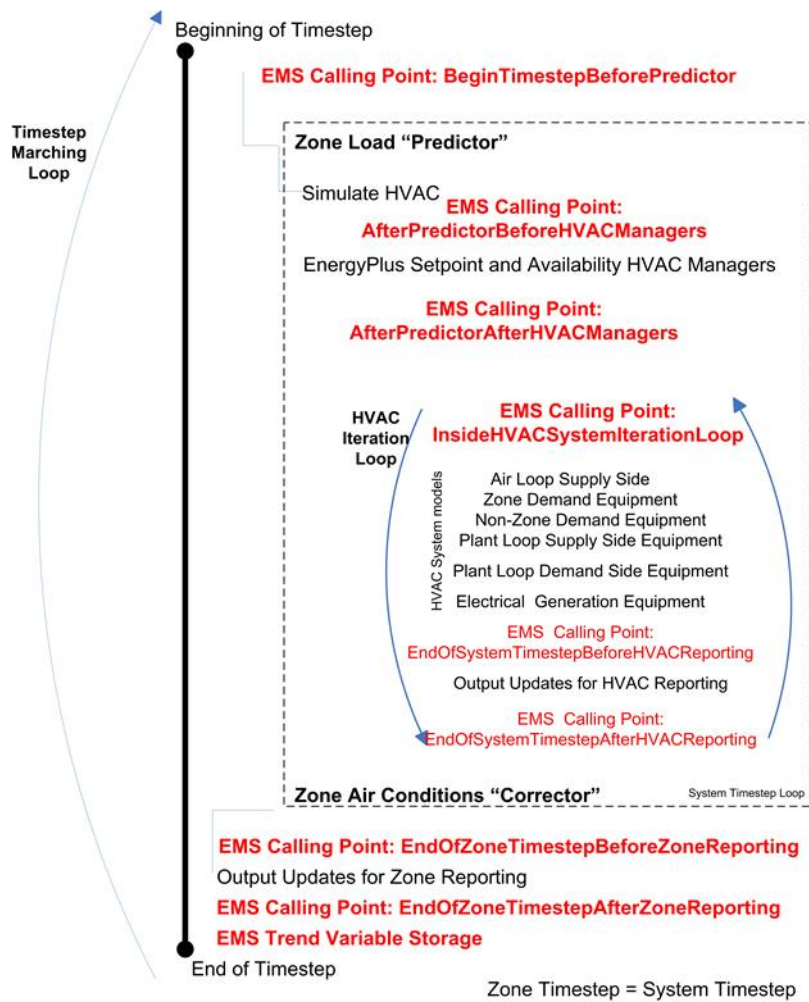 Beginning of Timestep
EMS Calling Point: BeginTimestepBeforePredictor
Timestep
Marching
Loop
Zone Load “Predictor”
Simulate HVAC
EMS Calling Point:
AfterPredictorBeforeHVACManagers
EnergyPlus Setpoint and Availability HVAC Managers
EMS Calling Point:
AfterPredictorAfterHVACManagers
HVAC
Iteration
Loop
EMS Calling Point:
InsideHVACSystemIterationLoop
HVAC System models
Air Loop Supply Side
Zone Demand Equipment
Non-Zone Demand Equipment
Plant Loop Supply Side Equipment
Plant Loop Demand Side Equipment
Electrical Generation Equipment
EMS Calling Point:
EndOfSystemTimestepBeforeHVACReporting
Output Updates for HVAC Reporting
EMS Calling Point:
EndOfSystemTimestepAfterHVACReporting
Zone Air Conditions “Corrector”
System Timestep Loop
EMS Calling Point: EndOfZoneTimestepBeforeZoneReporting
Output Updates for Zone Reporting
EMS Calling Point: EndOfZoneTimestepAfterZoneReporting
EMS Trend Variable Storage
End of Timestep
Zone Timestep = System Timestep